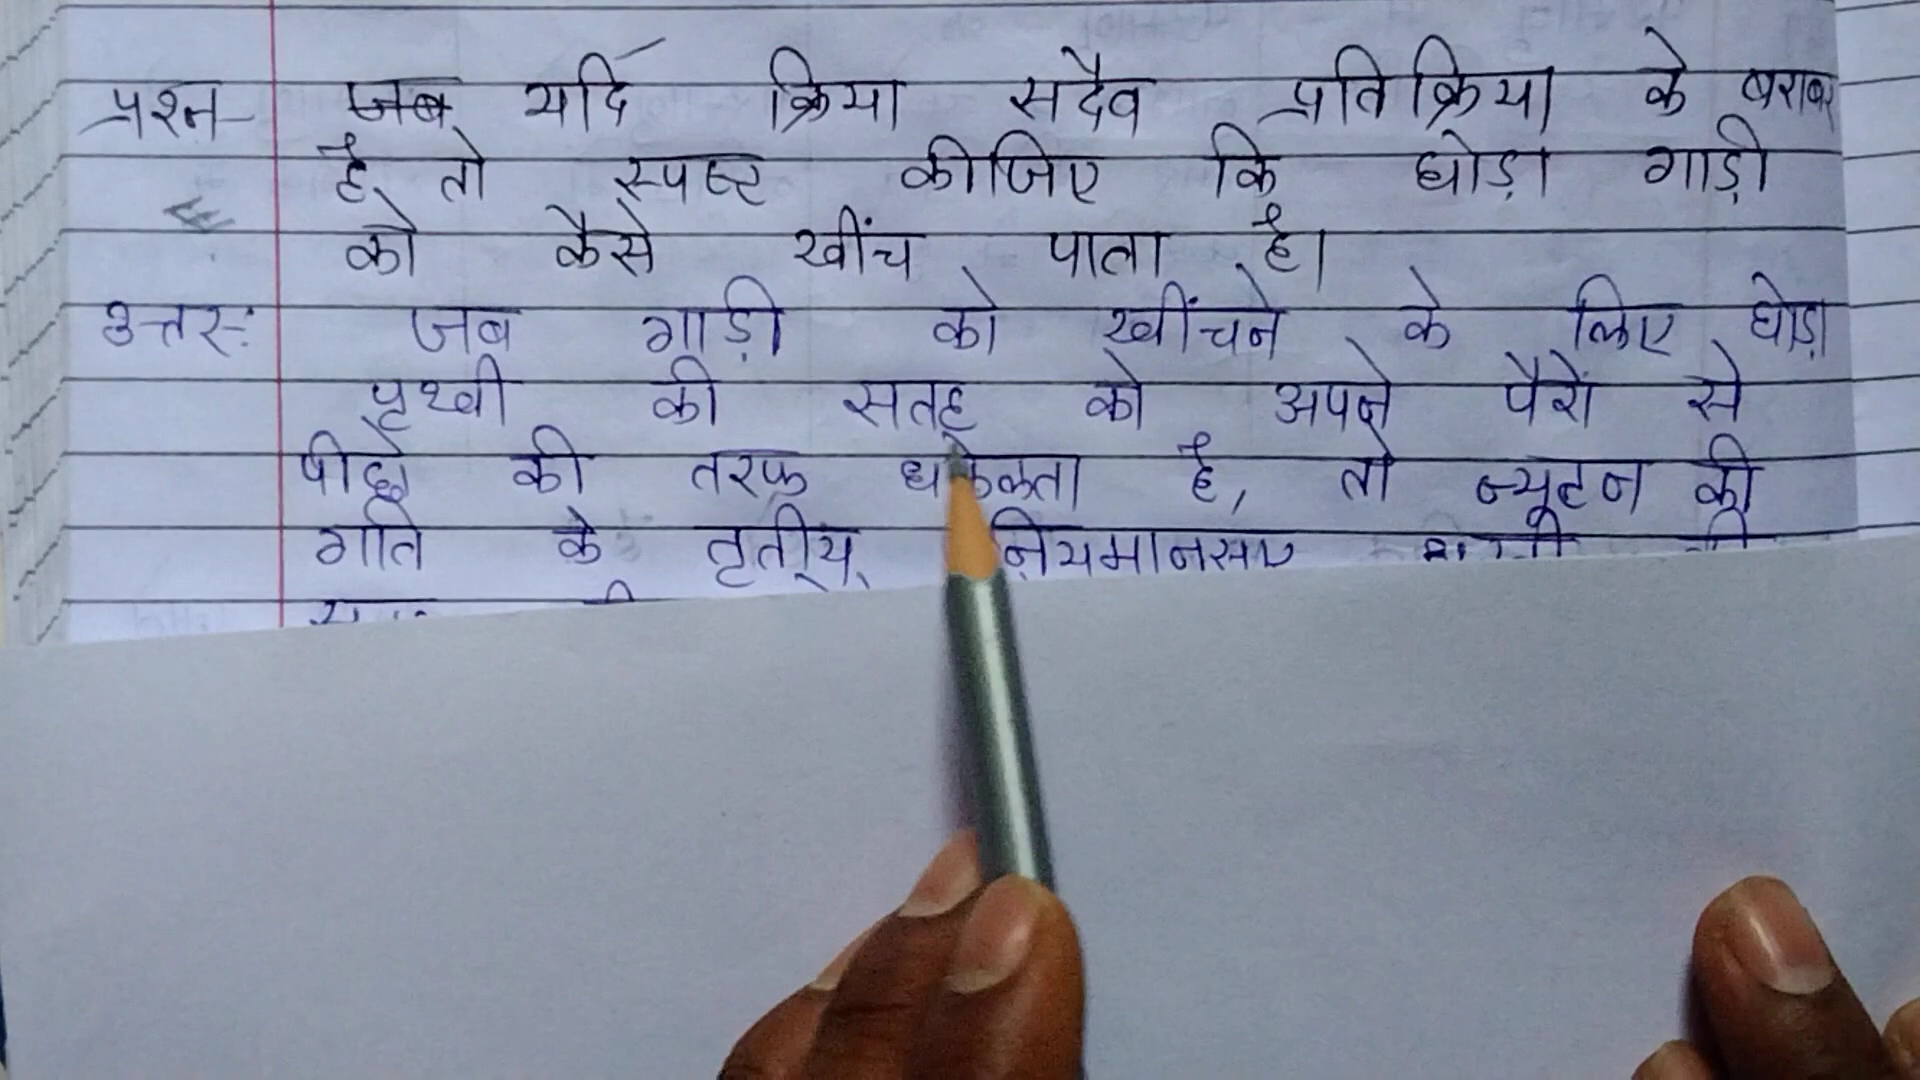 प्रश्न- जब यदि क्रिया सदैव प्रतिक्रिया के बराबर
है, तो स्पष्ट कीजिए कि घोड़ा गाड़ी
को कैसे खींच पाता है।
उत्तर:- जब गाड़ी को खींचने के लिए घोड़ा
पृथ्वी की सतह को अपने पैरों से
पीछे की तरफ धकेलता है, तो न्यूटन की
गति के तृतीय नियमानुसार